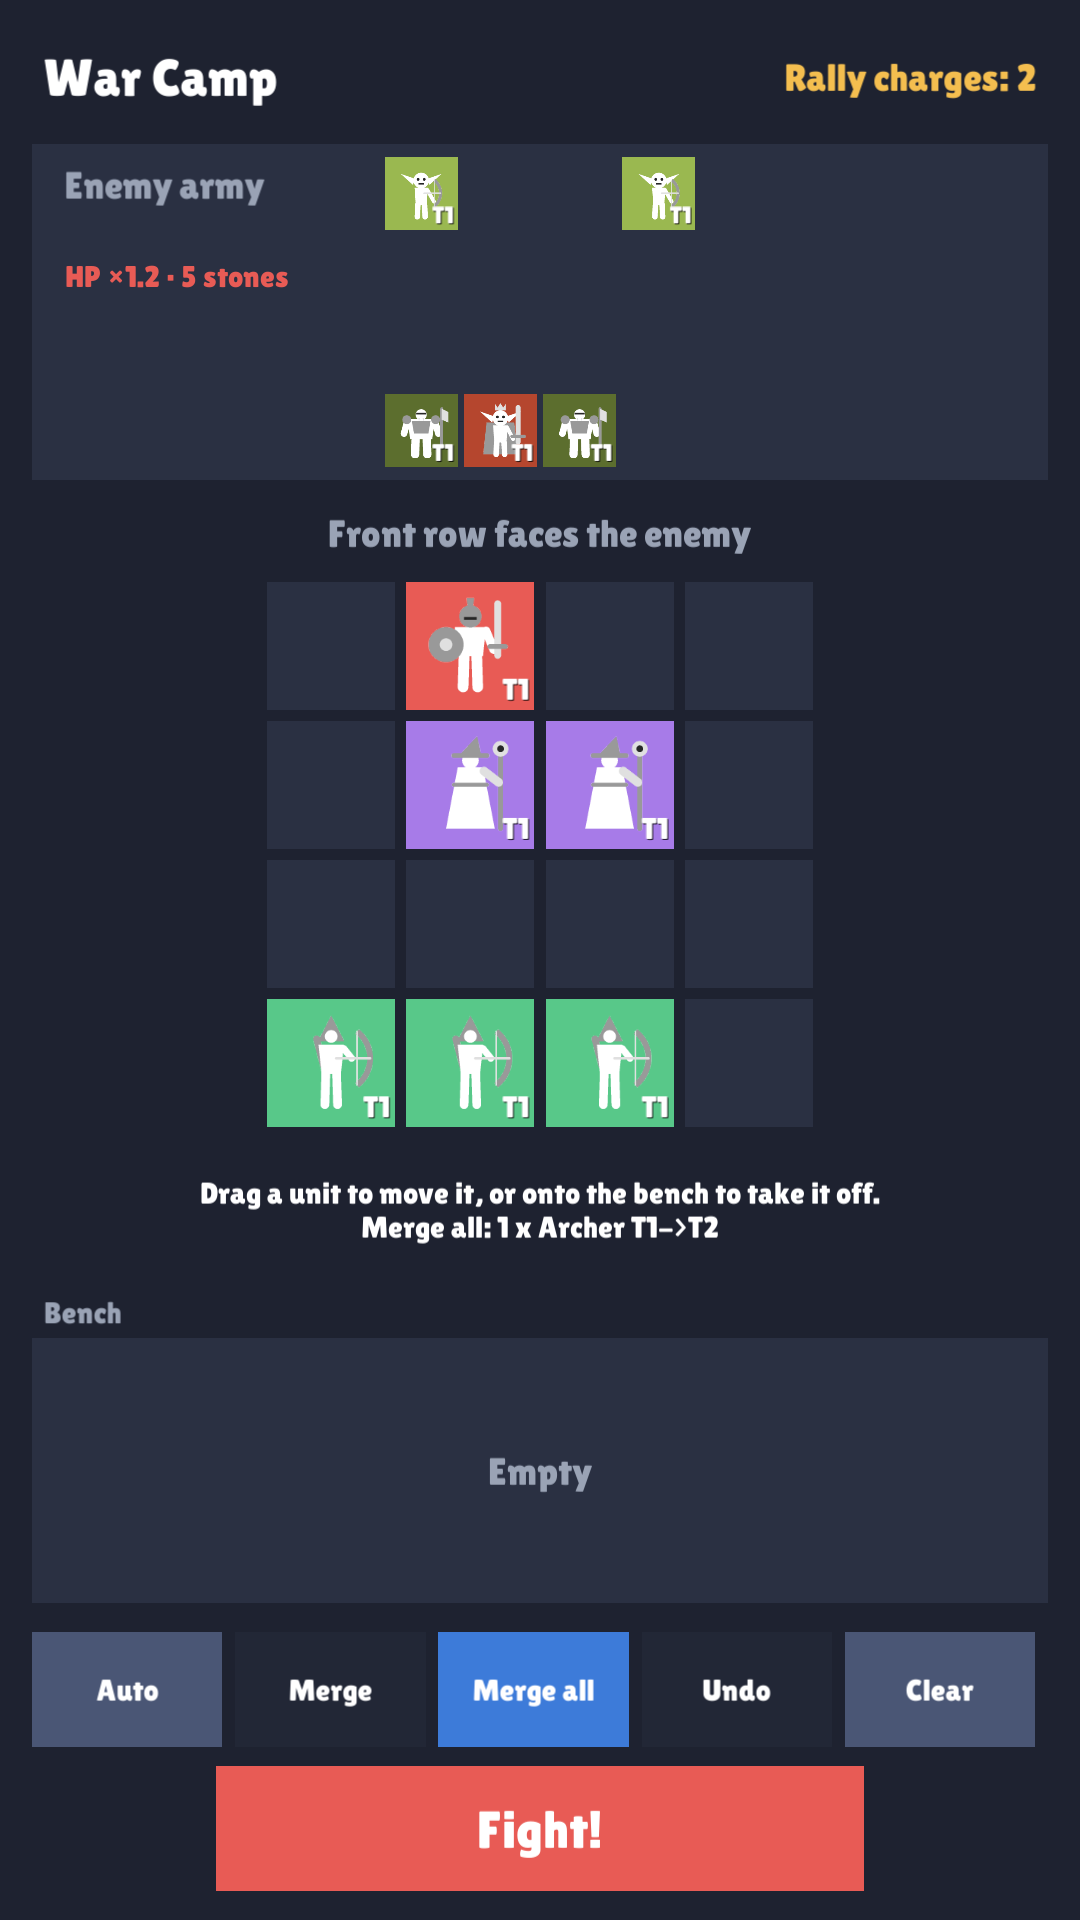 War Camp
Rally charges: 2
Enemy army
T1
T1
HP ×1.2 · 5 stones
T1
T1
T1
Front row faces the enemy
T1
T1
T1
T1
T1
T1
Drag a unit to move it, or onto the bench to take it off.
Merge all: 1 x Archer T1–>T2
Bench
Empty
Auto
Merge
Merge all
Undo
Clear
Fight!